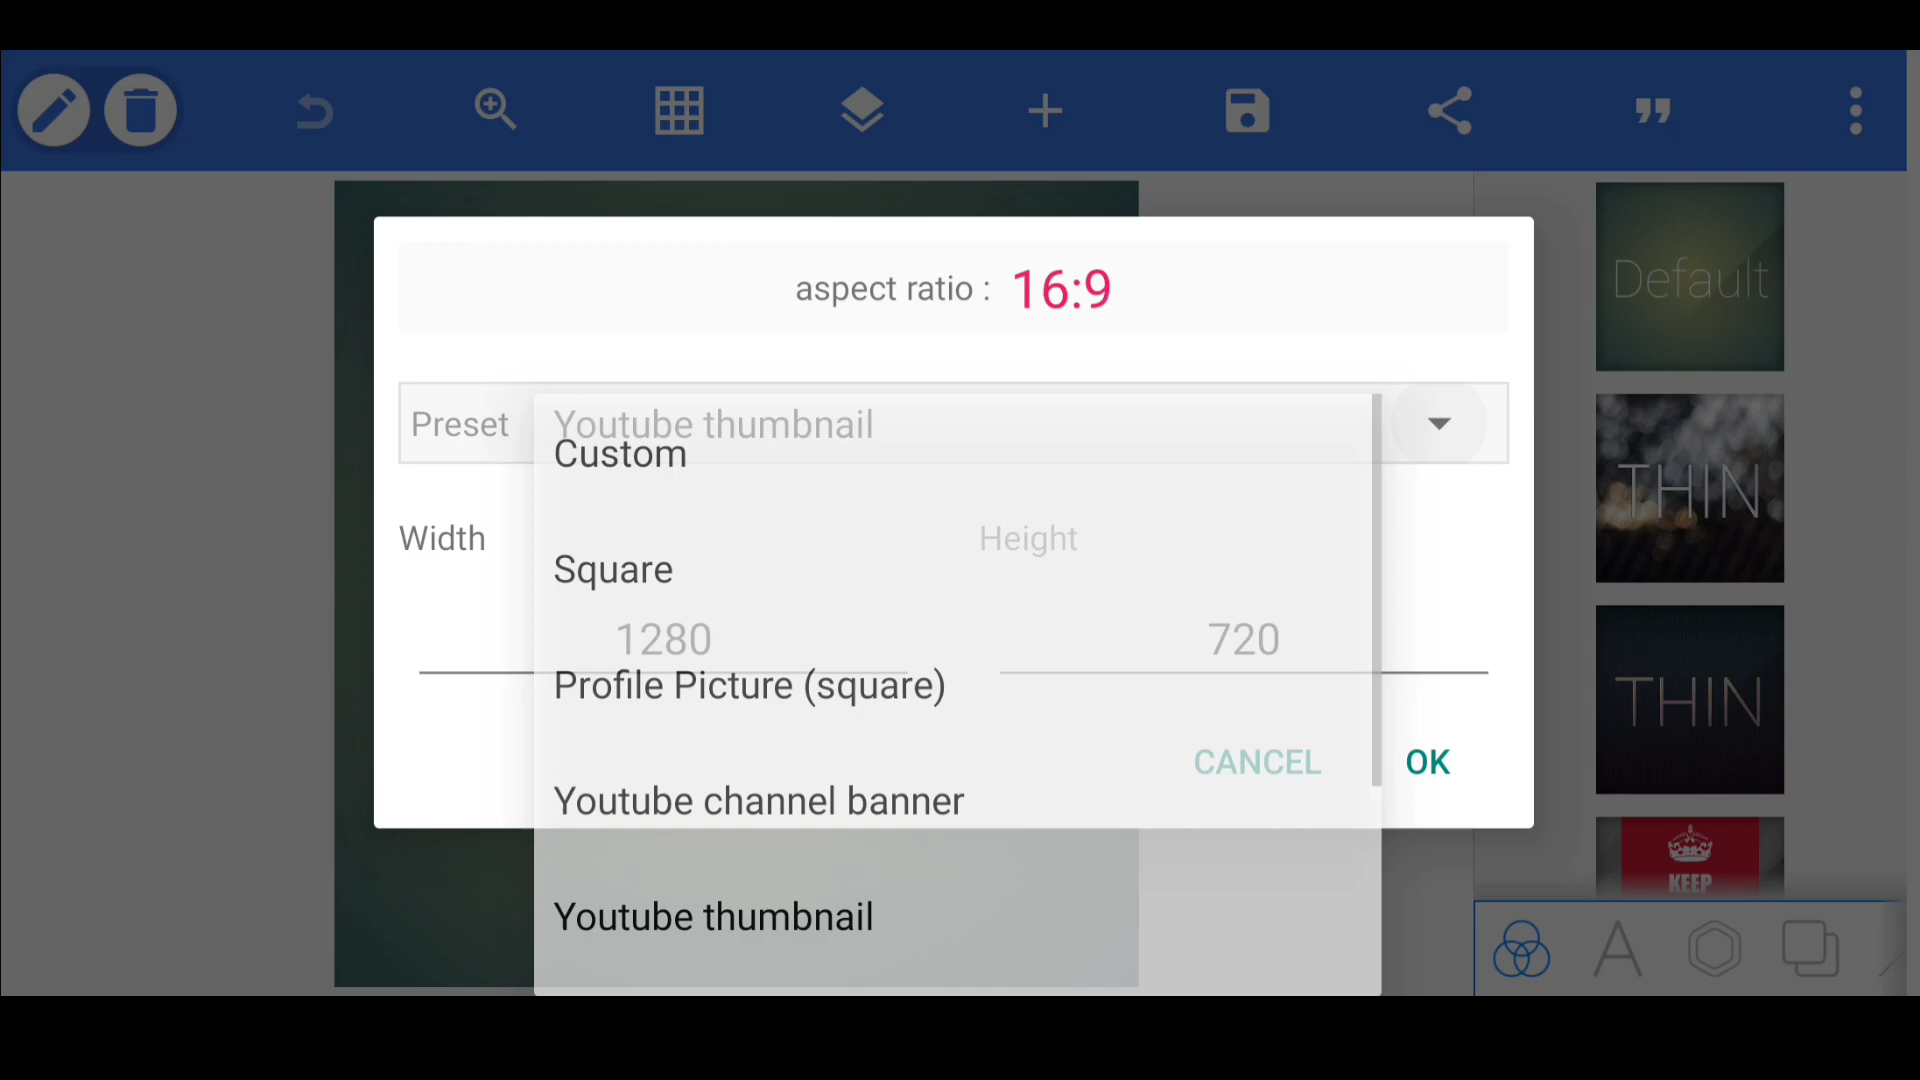 aspect ratio : 16:9
Preset
Youtube thumbnail
Custom
Width
Height
Square
1280
720
Profile Picture (square)
CANCEL
OK
Youtube channel banner
Youtube thumbnail
Default
THIN
THIN
KEEP
A